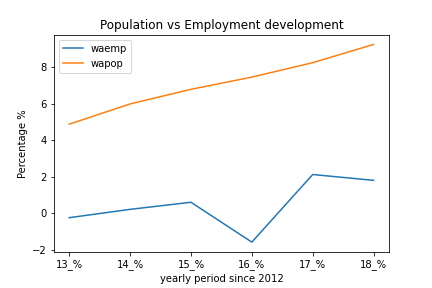 Population vs Employment development
waemp
wapop
Percentage %
8
6
4
2
0
−2
13_% 14_% 15_% 16_% 17_% 18_%
yearly period since 2012